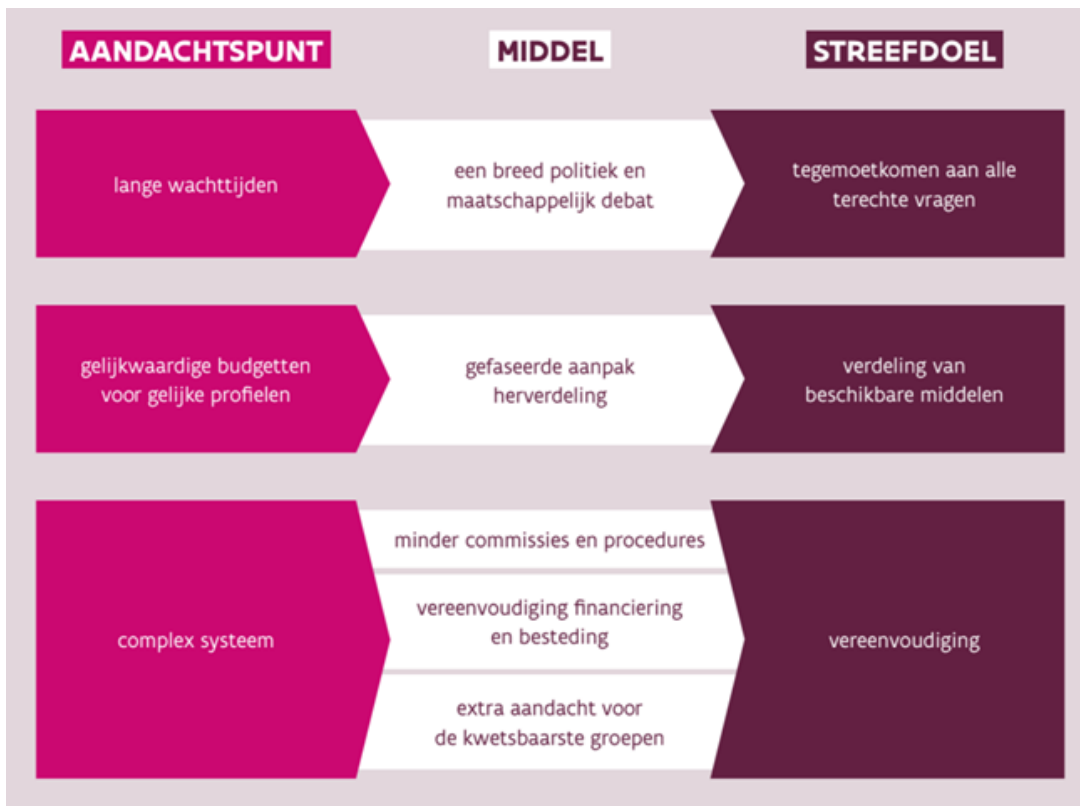 AANDACHTSPUNT
MIDDEL
STREEFDOEL
lange wachttijden
een breed politiek en
maatschappelijk debat
tegemoetkomen aan alle
terechte vragen
gelijkwaardige budgetten
voor gelijke profielen
gefaseerde aanpak
herverdeling
verdeling van
beschikbare middelen
complex systeem
minder commissies en procedures
vereenvoudiging financiering
en besteding
extra aandacht voor
de kwetsbaarste groepen
vereenvoudiging